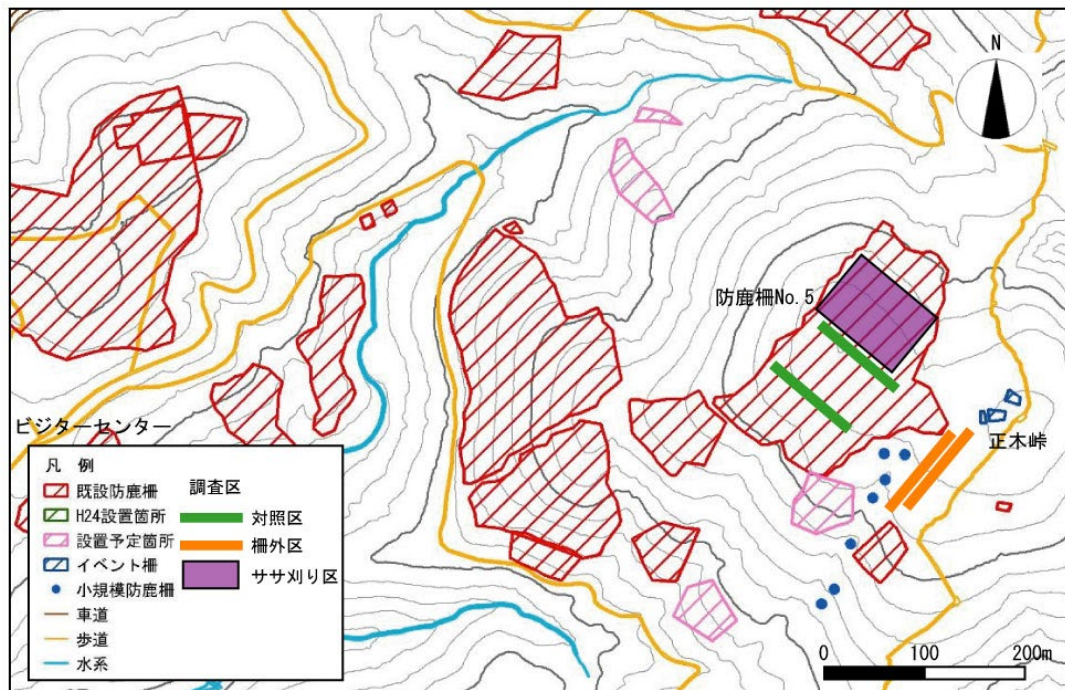 N
防鹿柵No.5
正木峠
ビジターセンター
凡 例
既設防鹿柵
H24設置箇所
設置予定箇所
イベント柵
小規模防鹿柵
車道
歩道
水系
調査区
対照区
柵外区
ササ刈り区
0 100 200m